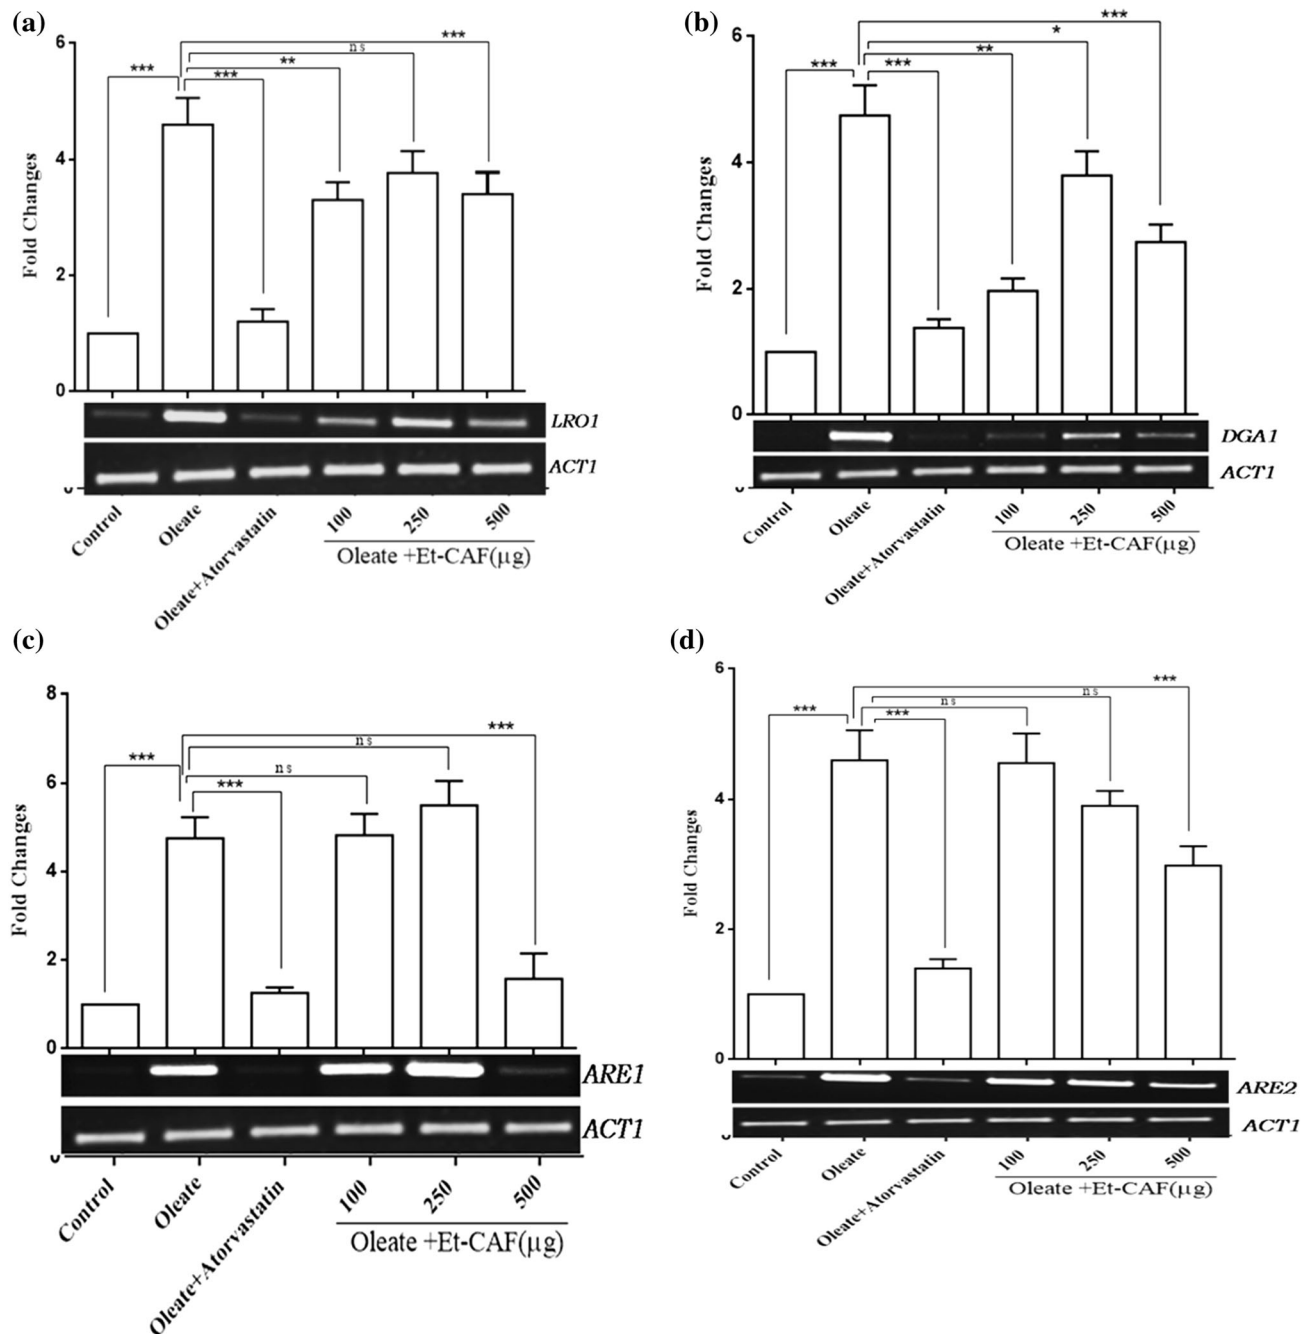 (a)
6
4
2
0
Fold Changes
***
***
**
ns
***
LRO1
ACT1
0
Control
Oleate
Oleate+Atorvastatin
100
250
500
Oleate +Et-CAF(μg)
(b)
6
4
2
0
Fold Changes
***
***
**
*
***
DGA1
ACT1
0
Control
Oleate
Oleate+Atorvastatin
100
250
500
Oleate +Et-CAF(μg)
(c)
8
6
4
2
0
Fold Changes
***
***
ns
ns
***
ARE1
ACT1
0
Control
Oleate
Oleate+Atorvastatin
100
250
500
Oleate +Et-CAF(μg)
(d)
6
4
2
0
Fold Changes
***
***
ns
ns
***
ARE2
ACT1
0
Control
Oleate
Oleate+Atorvastatin
100
250
500
Oleate +Et-CAF(μg)